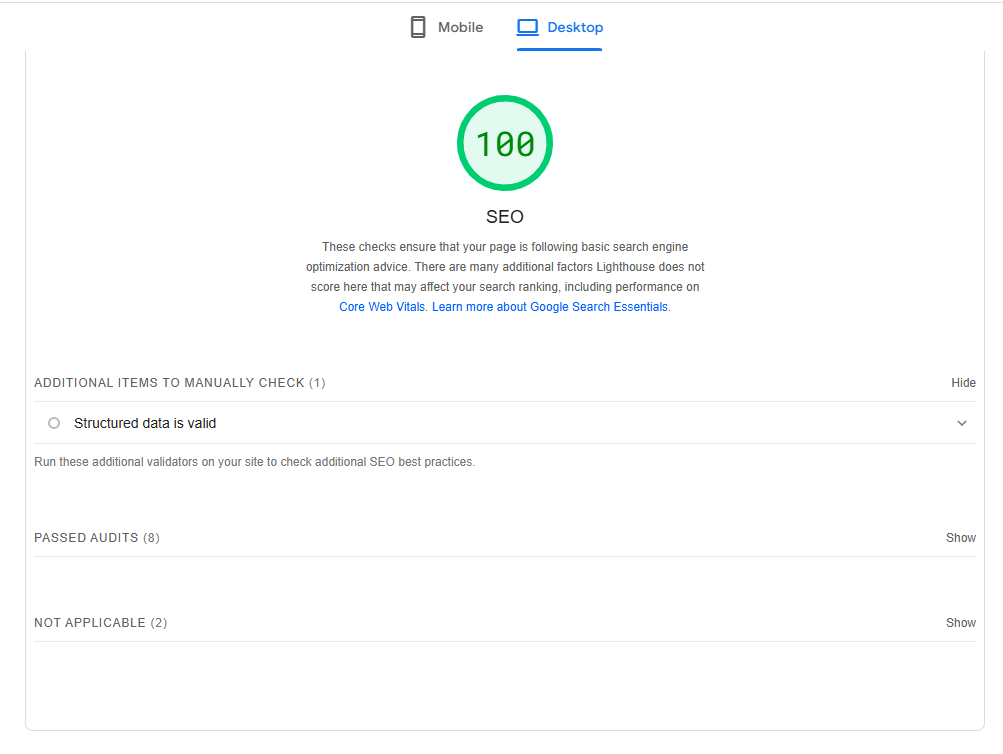 Mobile
Desktop
100
SEO
These checks ensure that your page is following basic search engine
optimization advice. There are many additional factors Lighthouse does not
score here that may affect your search ranking, including performance on
Core Web Vitals. Learn more about Google Search Essentials.
ADDITIONAL ITEMS TO MANUALLY CHECK (1)
Hide
Structured data is valid
Run these additional validators on your site to check additional SEO best practices.
PASSED AUDITS (8)
Show
NOT APPLICABLE (2)
Show